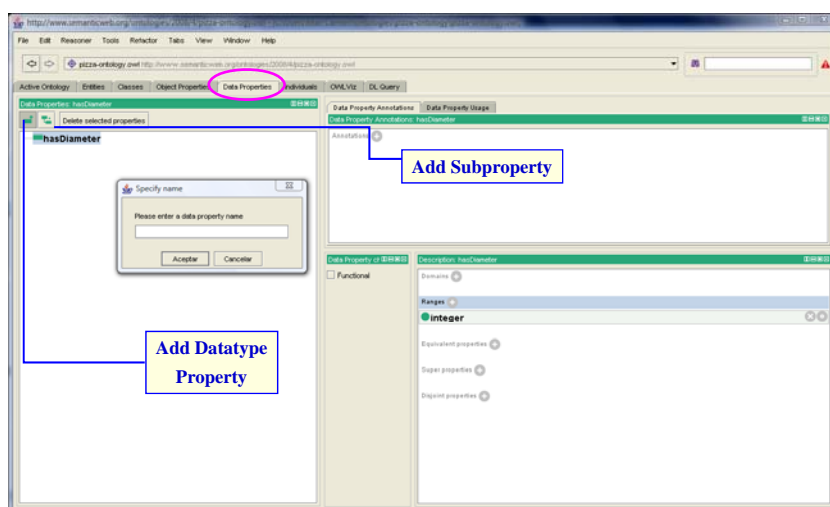 File Edit Reasoner Tools Refactor Tabs View Window Help
pizza-ontology.owl
Active Ontology Entities Classes Object Properties Data Properties Individuals OWLViz DL Query
Data Properties: hasDiameter
Data Property Annotations Data Property Usage
Data Property Annotations: hasDiameter
Delete selected properties
Annotations
hasDiameter
Add Subproperty
Specify name
Please enter a data property name
Aceptar Cancelar
Description: hasDiameter
Functional
Domains
Ranges
integer
Equivalent properties
Super properties
Disjoint properties
Add Datatype
Property